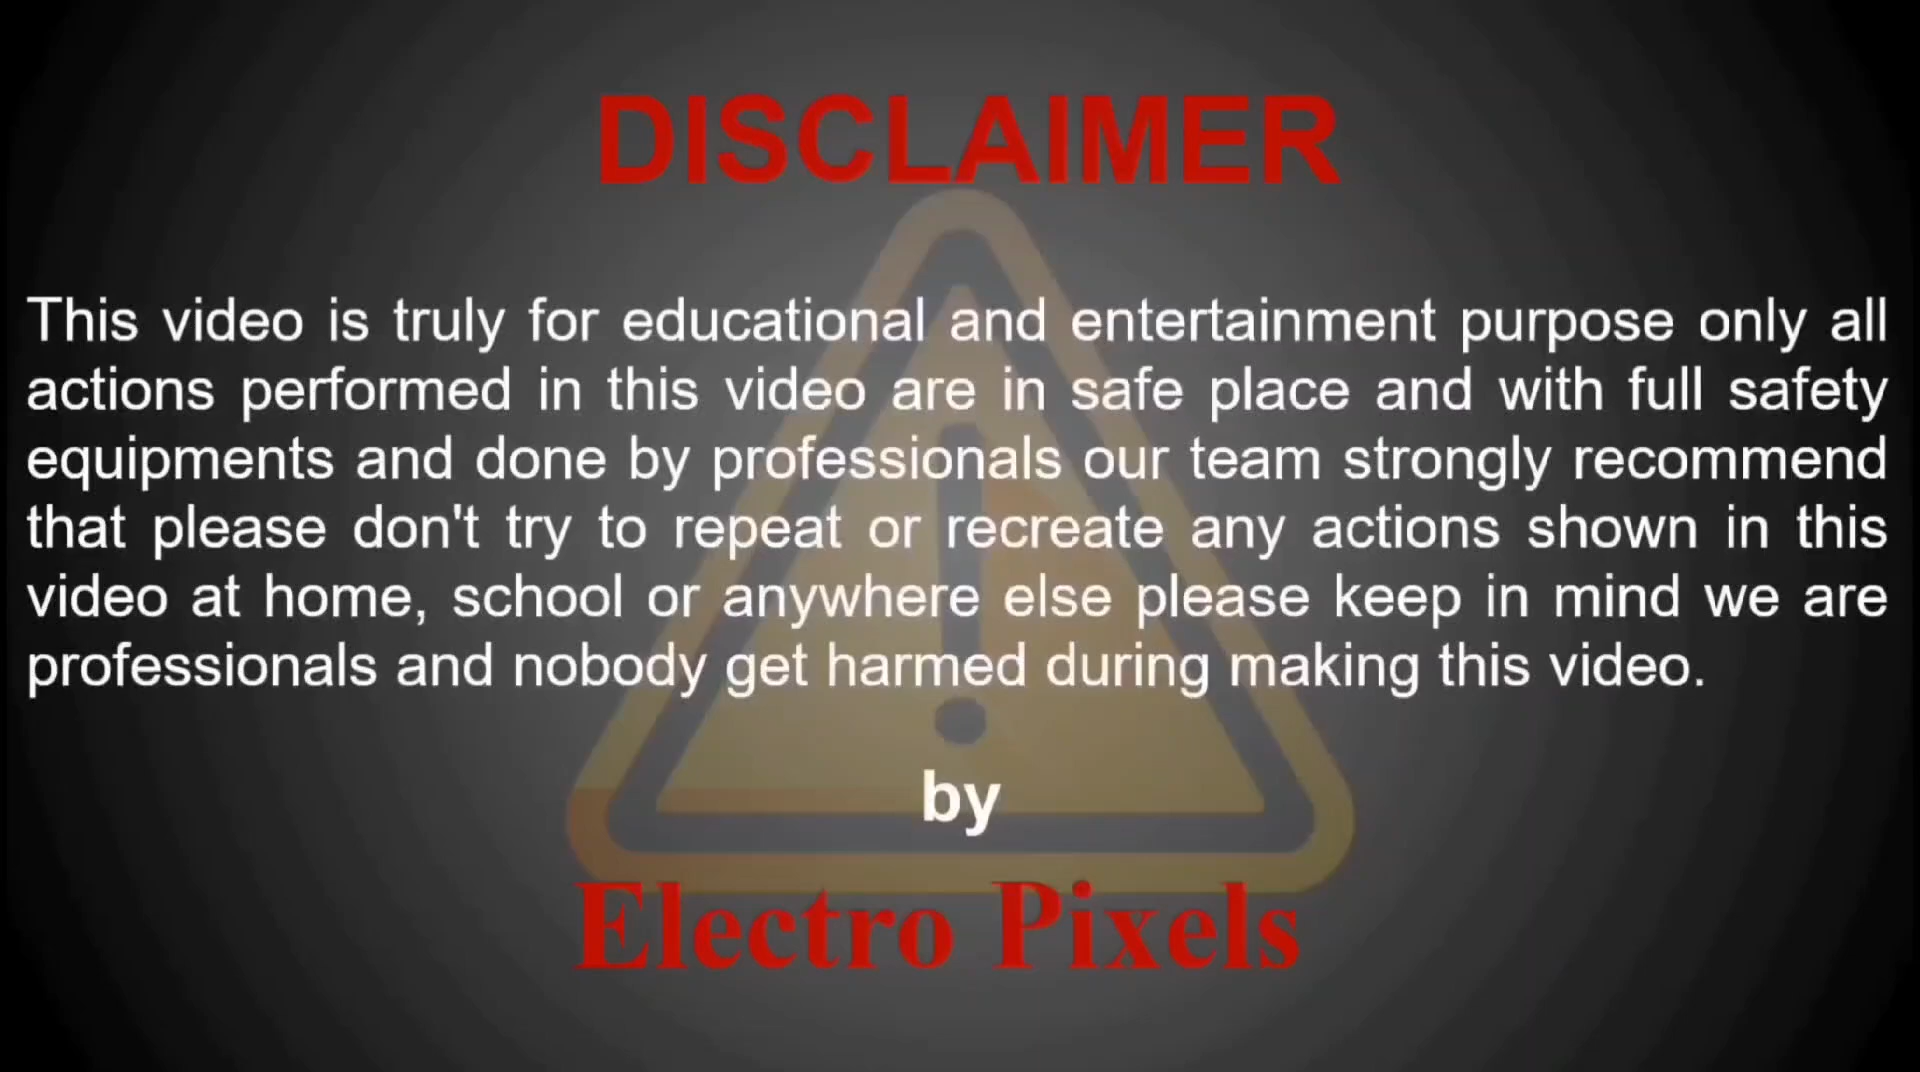 DISCLAIMER
This video is truly for educational and entertainment purpose only all
actions performed in this video are in safe place and with full safety
equipments and done by professionals our team strongly recommend
that please don't try to repeat or recreate any actions shown in this
video at home, school or anywhere else please keep in mind we are
professionals and nobody get harmed during making this video.
by
Electro Pixels